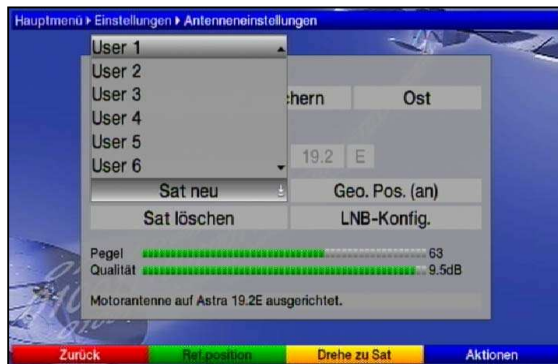 Hauptmenü ▸ Einstellungen ▸ Antenneneinstellungen
User 1
User 2
User 3
User 4
User 5
User 6
chern
Ost
19.2 E
Sat neu
Geo. Pos. (an)
Sat löschen
LNB-Konfig.
Pegel 63
Qualität 9.5dB
Motorantenne auf Astra 19.2E ausgerichtet.
Zurück
Ref.position
Drehe zu Sat
Aktionen